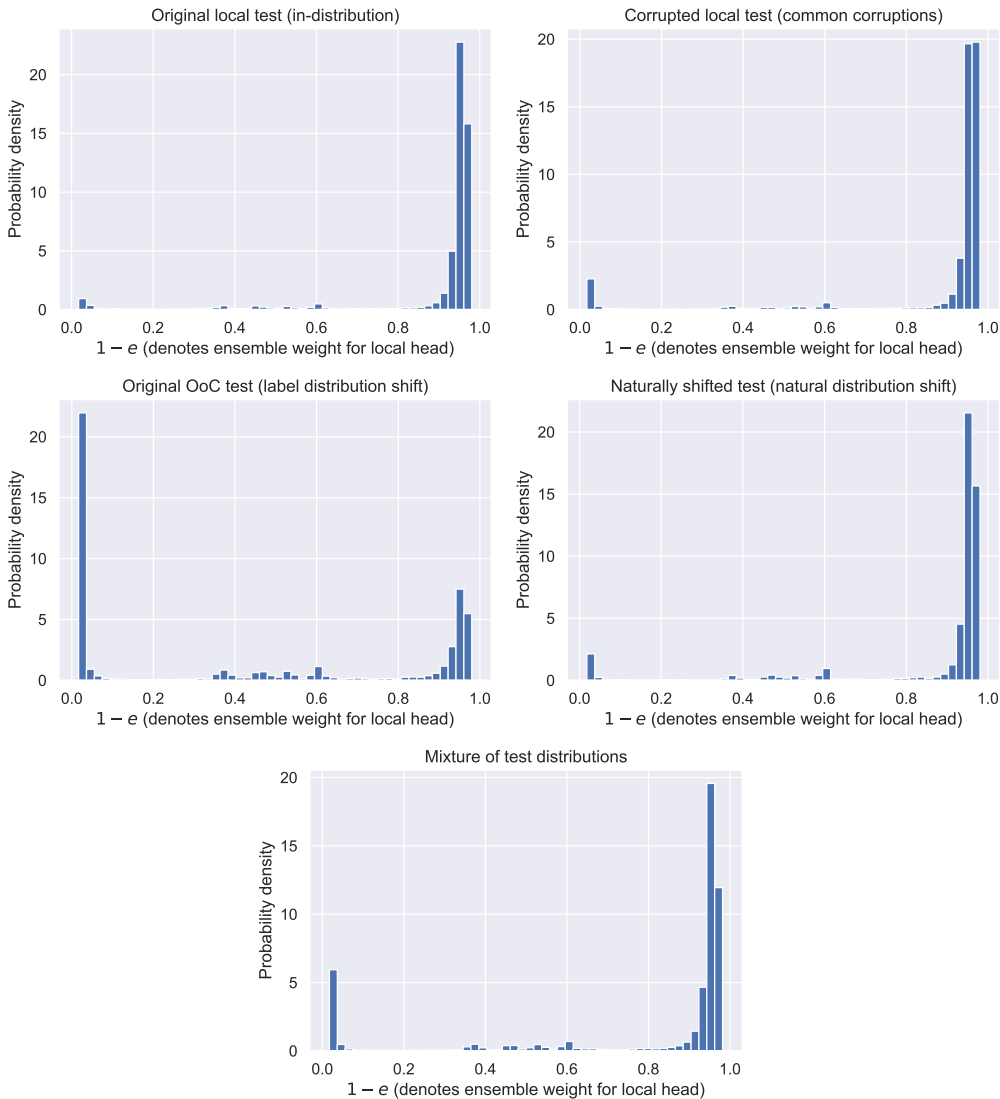 Original local test (in-distribution)
Probability density
20
15
10
5
0
0.0 0.2 0.4 0.6 0.8 1.0
1 − e (denotes ensemble weight for local head)
Corrupted local test (common corruptions)
Probability density
20
15
10
5
0
0.0 0.2 0.4 0.6 0.8 1.0
1 − e (denotes ensemble weight for local head)
Original OoC test (label distribution shift)
Probability density
20
15
10
5
0
0.0 0.2 0.4 0.6 0.8 1.0
1 − e (denotes ensemble weight for local head)
Naturally shifted test (natural distribution shift)
Probability density
20
15
10
5
0
0.0 0.2 0.4 0.6 0.8 1.0
1 − e (denotes ensemble weight for local head)
Mixture of test distributions
Probability density
20
15
10
5
0
0.0 0.2 0.4 0.6 0.8 1.0
1 − e (denotes ensemble weight for local head)